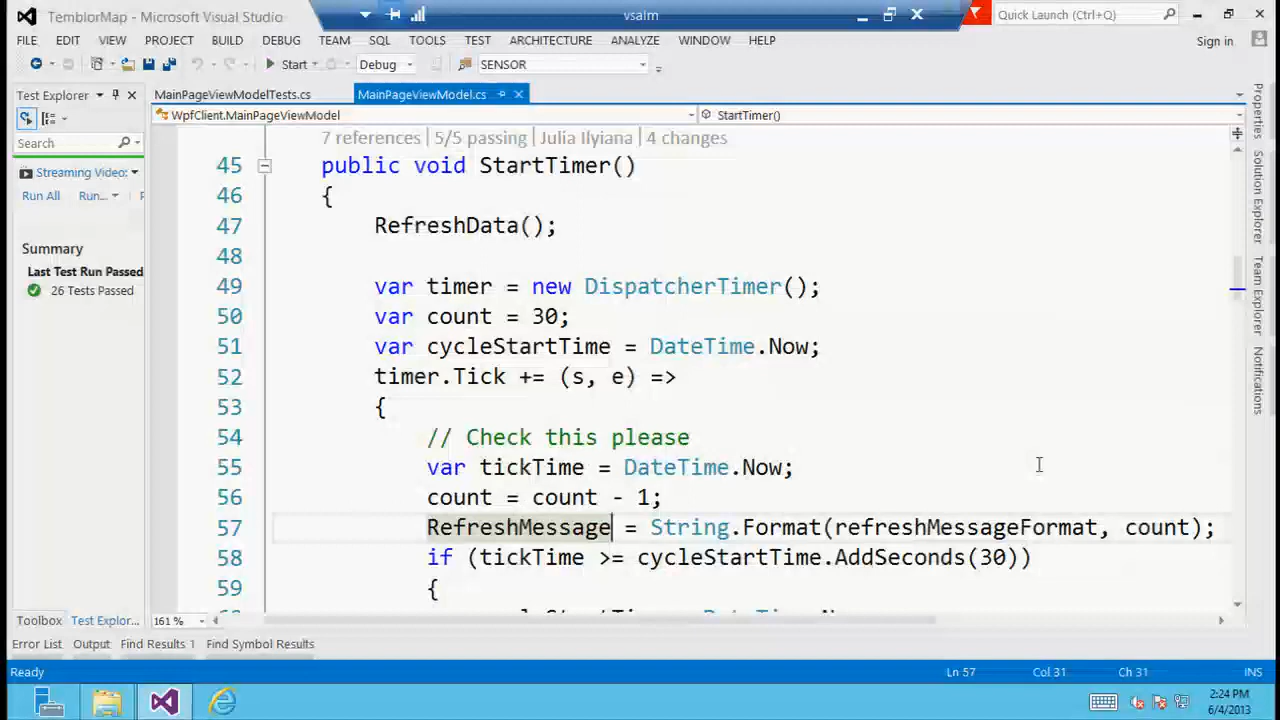 TemblorMap - Microsoft Visual Studio
vsalm
Quick Launch (Ctrl+Q)
FILE EDIT VIEW PROJECT BUILD DEBUG TEAM SQL TOOLS TEST ARCHITECTURE ANALYZE WINDOW HELP
Sign in
Start Debug SENSOR
Test Explorer
MainPageViewModelTests.cs MainPageViewModel.cs
WpfClient.MainPageViewModel StartTimer()
Search
Streaming Video:
Run All Run...
Summary
Last Test Run Passed
26 Tests Passed
7 references | 5/5 passing | Julia Ilyiana | 4 changes
45 public void StartTimer()
46 {
47 RefreshData();
48
49 var timer = new DispatcherTimer();
50 var count = 30;
51 var cycleStartTime = DateTime.Now;
52 timer.Tick += (s, e) =>
53 {
54 // Check this please
55 var tickTime = DateTime.Now;
56 count = count - 1;
57 RefreshMessage = String.Format(refreshMessageFormat, count);
58 if (tickTime >= cycleStartTime.AddSeconds(30))
59 {
Properties
Solution Explorer
Team Explorer
Notifications
Toolbox Test Explor...
161 %
Error List Output Find Results 1 Find Symbol Results
Ready Ln 57 Col 31 Ch 31 INS
2:24 PM
6/4/2013